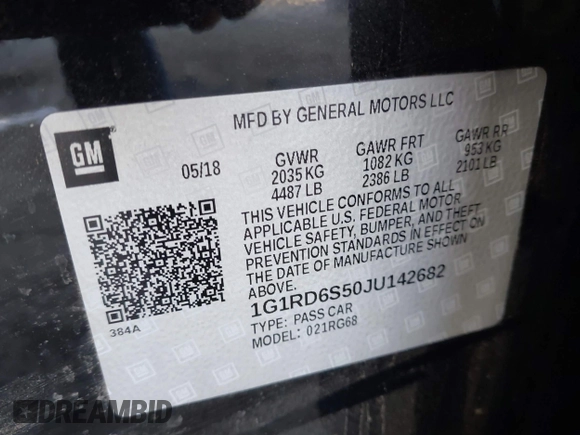 MFD BY GENERAL MOTORS LLC
GM
05/18
GVWR
2035 KG
4487 LB
GAWR FRT
1082 KG
2386 LB
GAWR RR
953 KG
2101 LB
THIS VEHICLE CONFORMS TO ALL
APPLICABLE U.S. FEDERAL MOTOR
VEHICLE SAFETY, BUMPER, AND THEFT
PREVENTION STANDARDS IN EFFECT ON
THE DATE OF MANUFACTURE SHOWN
ABOVE.
1G1RD6S50JU142682
TYPE: PASS CAR
MODEL: 021RG68
384A
DREAMBID